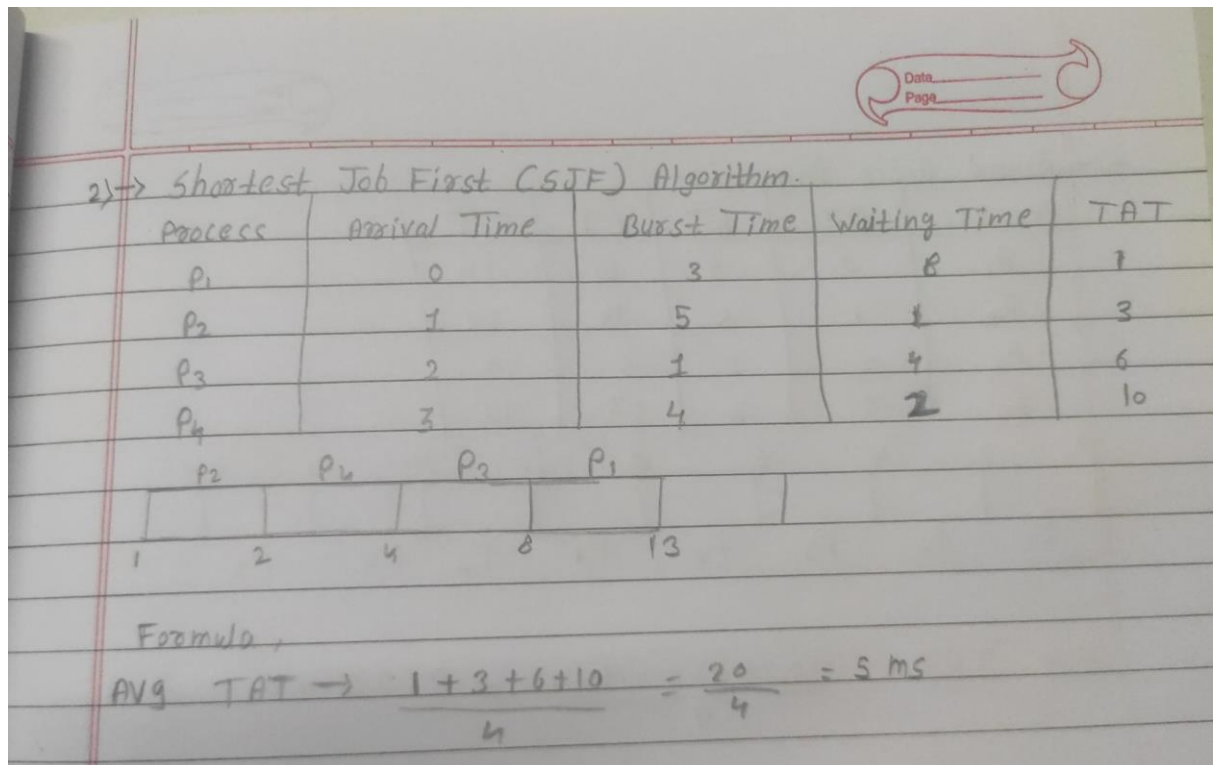 Date
Page
2) → Shortest Job First (SJF) Algorithm.
Process Arrival Time Burst Time Waiting Time TAT
P1 0 3 8 1
P2 1 5 1 3
P3 2 1 4 6
P4 3 4 2 10
P2 P4 P3 P1
1 2 4 8 13
Formula,
Avg TAT → 1 + 3 + 6 + 10 = 20 = 5 ms
4 4